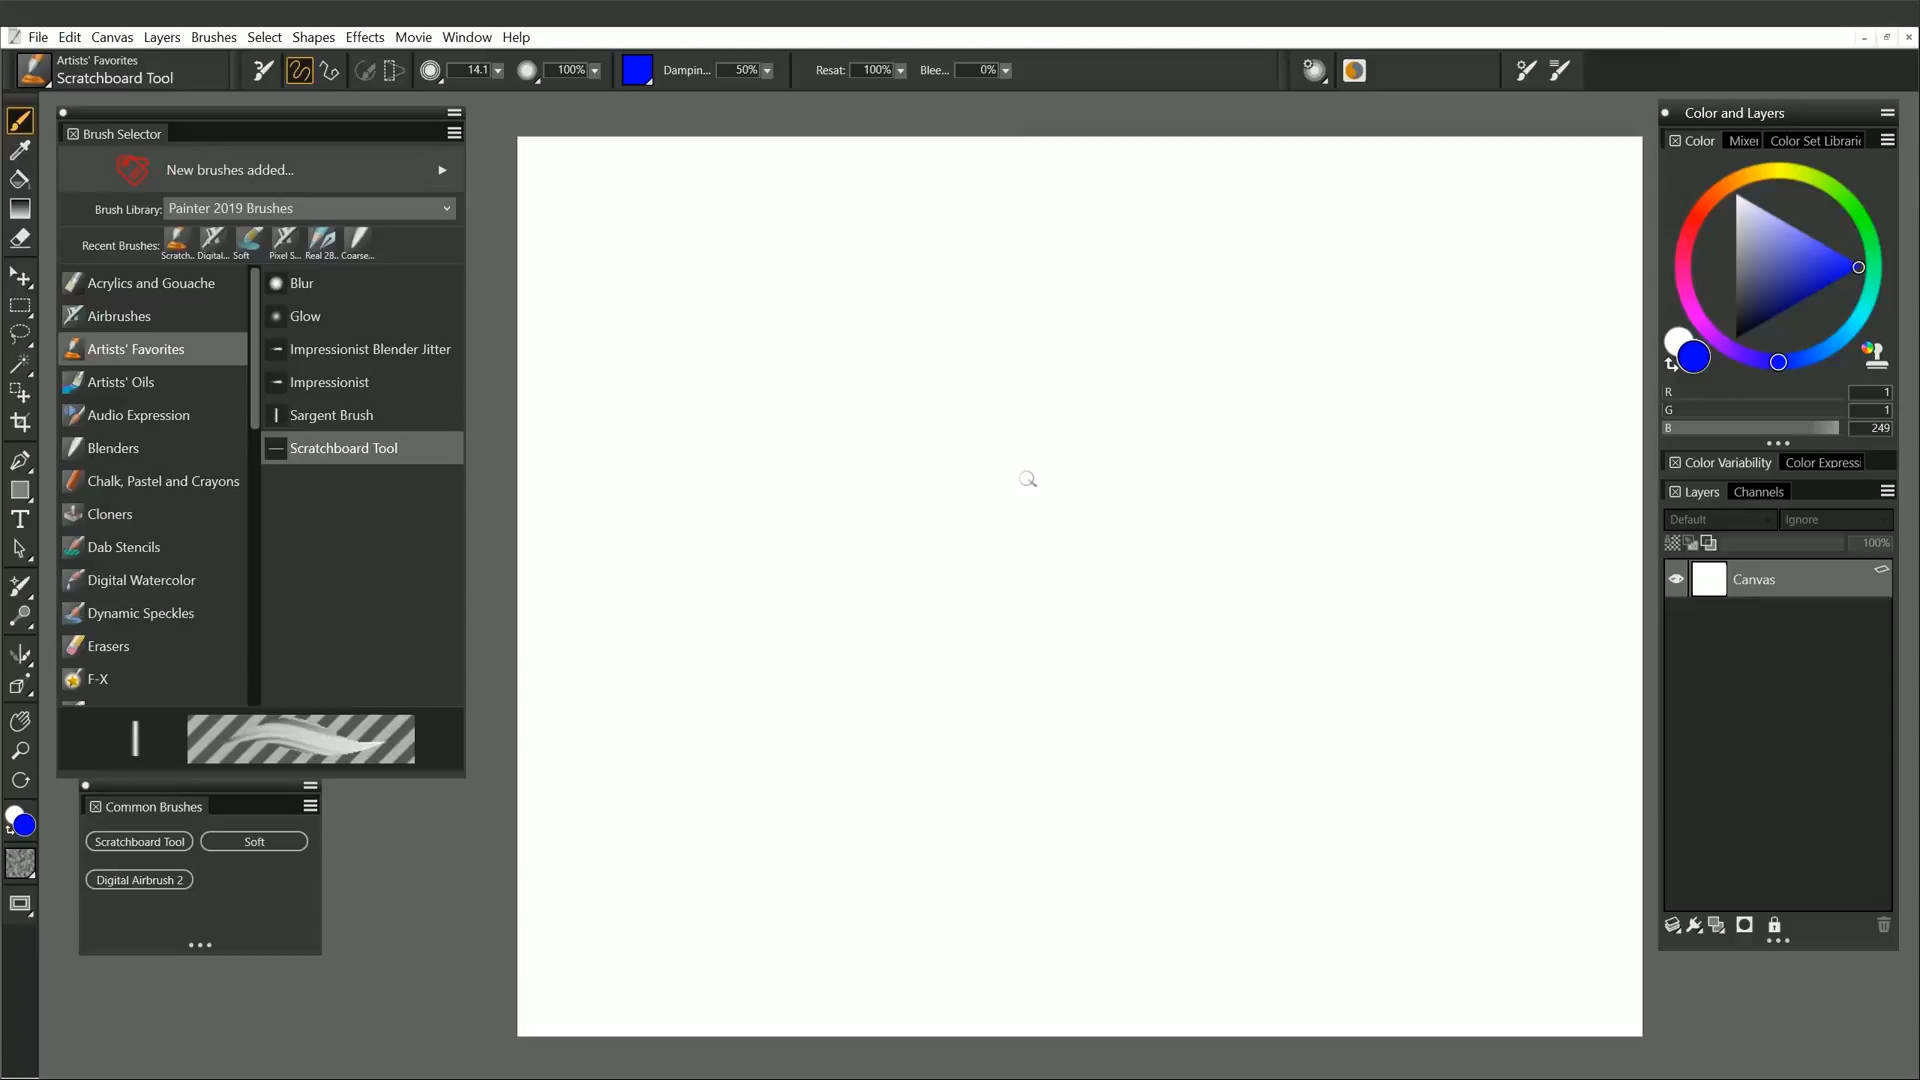 File Edit Canvas Layers Brushes Select Shapes Effects Movie Window Help
Artists' Favorites
Scratchboard Tool
14.1 100% Dampin... 50% Resat: 100% Blee... 0%
Brush Selector
New brushes added...
Brush Library: Painter 2019 Brushes
Recent Brushes:
Scratch.. Digital... Soft Pixel S... Real 2B.. Coarse...
Acrylics and Gouache
Airbrushes
Artists' Favorites
Artists' Oils
Audio Expression
Blenders
Chalk, Pastel and Crayons
Cloners
Dab Stencils
Digital Watercolor
Dynamic Speckles
Erasers
F-X
Blur
Glow
Impressionist Blender Jitter
Impressionist
Sargent Brush
Scratchboard Tool
Common Brushes
Scratchboard Tool Soft
Digital Airbrush 2
T
Color and Layers
Color Mixer Color Set Librarie
R 1
G 1
B 249
Color Variability Color Expressi
Layers Channels
Default Ignore
100%
Canvas